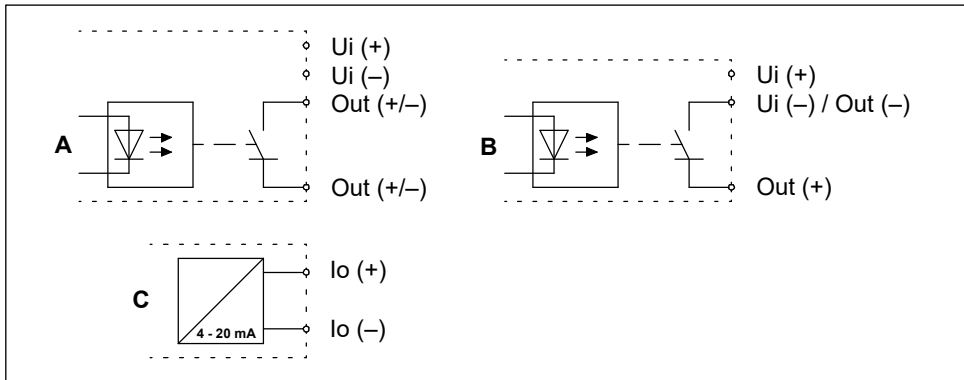 A
Ui (+)
Ui (–)
Out (+/–)
Out (+/–)
B
Ui (+)
Ui (–) / Out (–)
Out (+)
C
4 - 20 mA
Io (+)
Io (–)